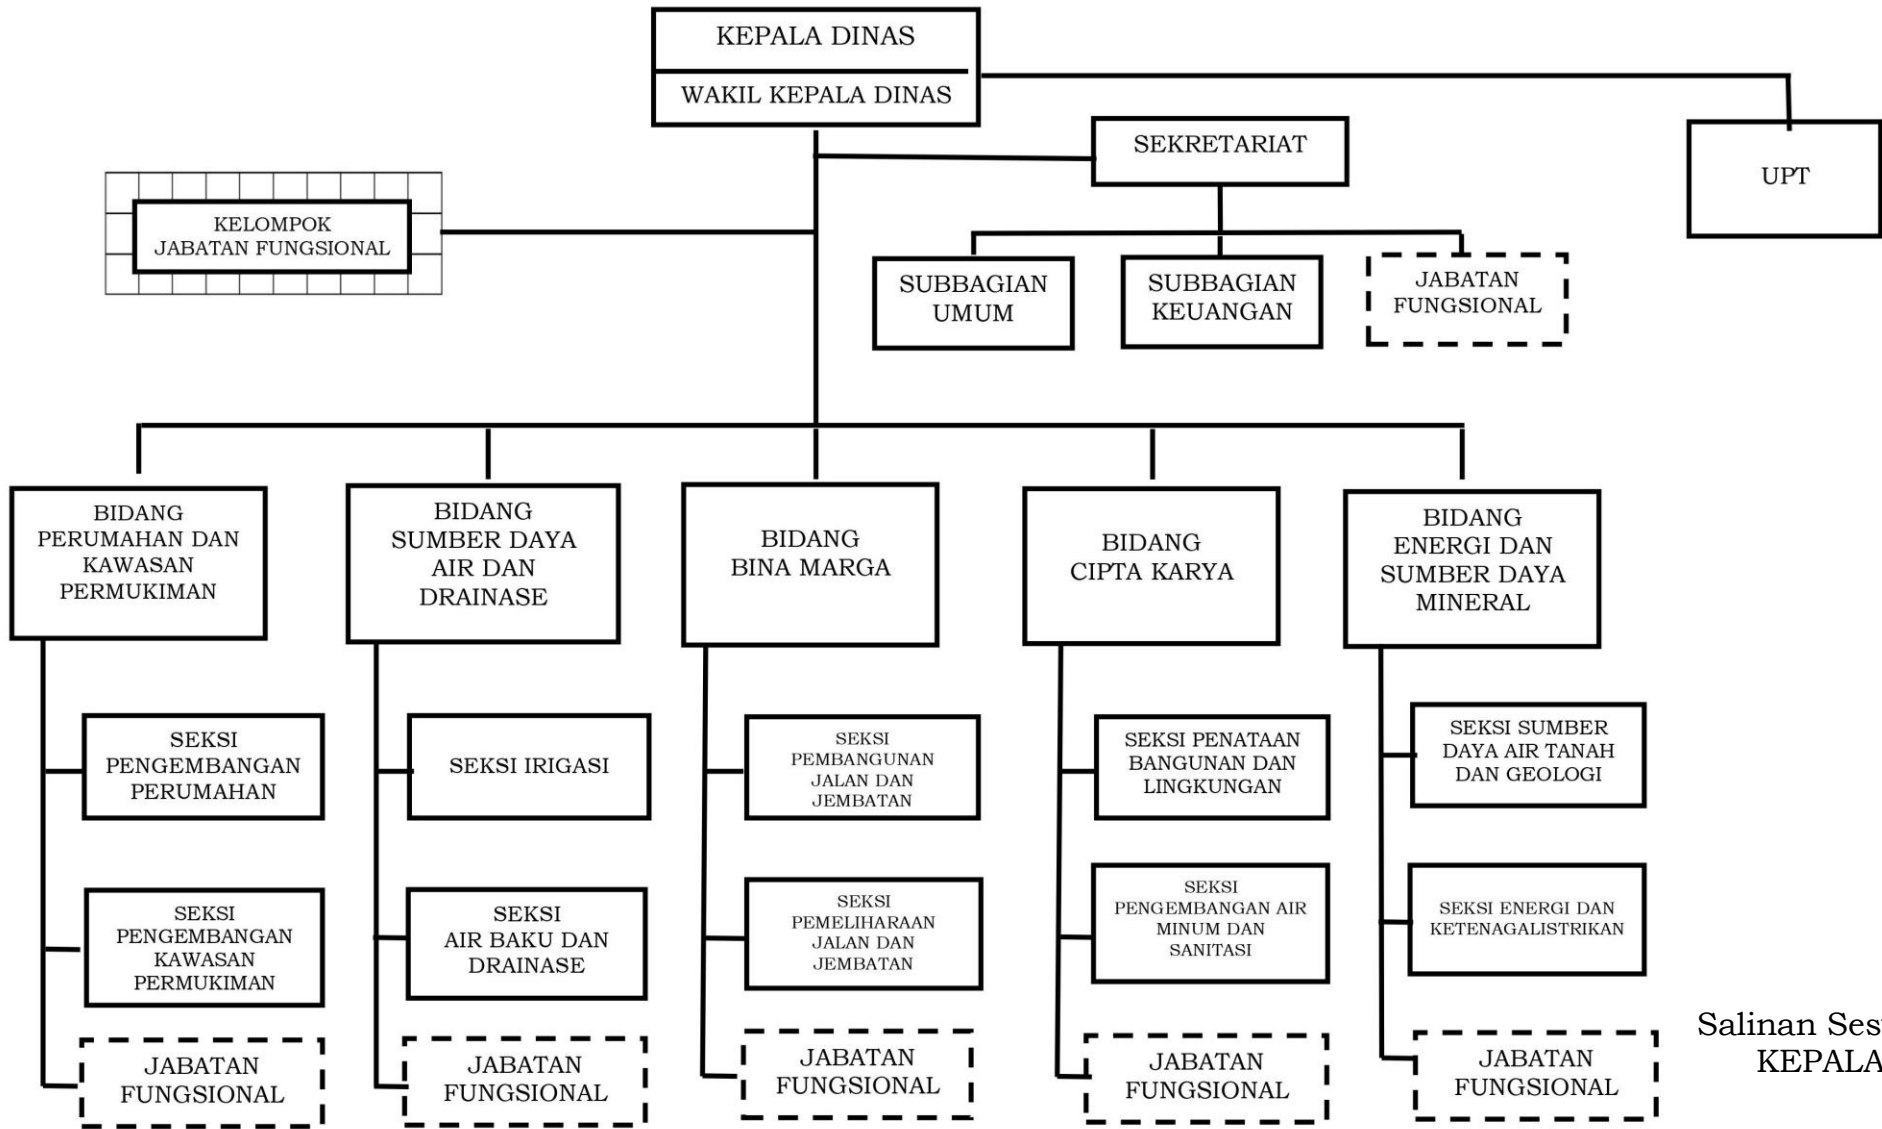 KEPALA DINAS
WAKIL KEPALA DINAS
SEKRETARIAT
UPT
KELOMPOK
JABATAN FUNGSIONAL
SUBBAGIAN
UMUM
SUBBAGIAN
KEUANGAN
JABATAN
FUNGSIONAL
BIDANG
PERUMAHAN DAN
KAWASAN
PERMUKIMAN
BIDANG
SUMBER DAYA
AIR DAN
DRAINASE
BIDANG
BINA MARGA
BIDANG
CIPTA KARYA
BIDANG
ENERGI DAN
SUMBER DAYA
MINERAL
SEKSI
PENGEMBANGAN
PERUMAHAN
SEKSI IRIGASI
SEKSI
PEMBANGUNAN
JALAN DAN
JEMBATAN
SEKSI PENATAAN
BANGUNAN DAN
LINGKUNGAN
SEKSI SUMBER
DAYA AIR TANAH
DAN GEOLOGI
SEKSI
PENGEMBANGAN
KAWASAN
PERMUKIMAN
SEKSI
AIR BAKU DAN
DRAINASE
SEKSI
PEMELIHARAAN
JALAN DAN
JEMBATAN
SEKSI
PENGEMBANGAN AIR
MINUM DAN
SANITASI
SEKSI ENERGI DAN
KETENAGALISTRIKAN
JABATAN
FUNGSIONAL
JABATAN
FUNGSIONAL
JABATAN
FUNGSIONAL
JABATAN
FUNGSIONAL
JABATAN
FUNGSIONAL
Salinan
KEPALA